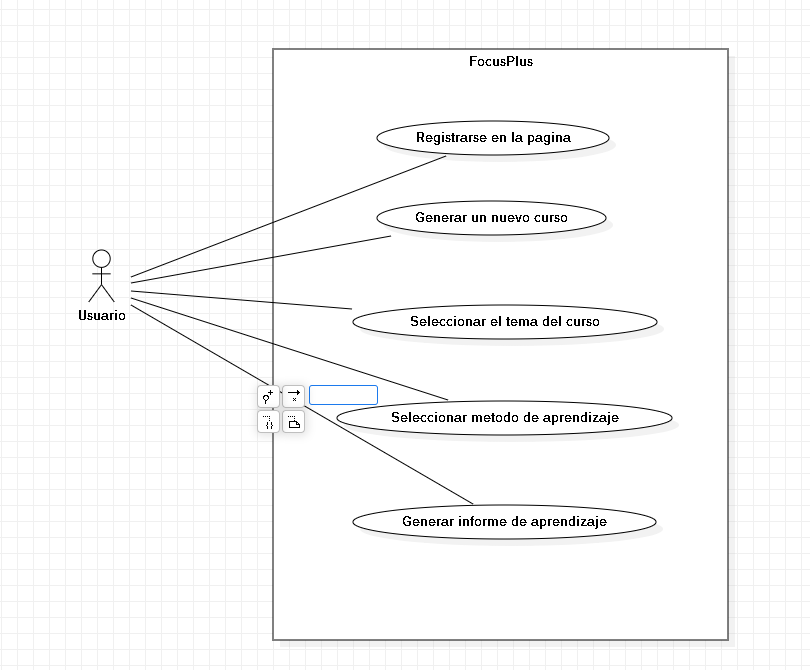 FocusPlus
Registrarse en la pagina
Generar un nuevo curso
Usuario
Seleccionar el tema del curso
Seleccionar metodo de aprendizaje
Generar informe de aprendizaje